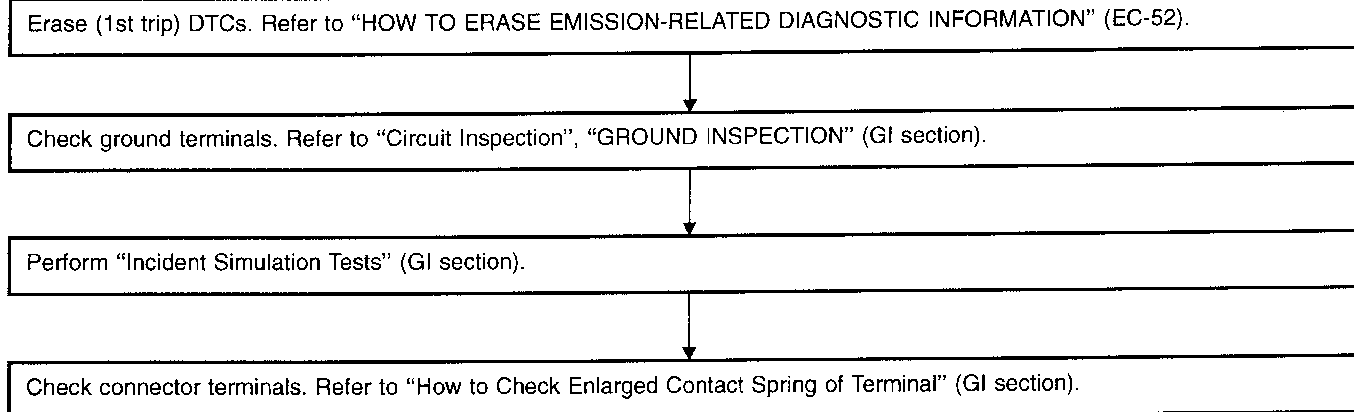 Erase (1st trip) DTCs. Refer to “HOW TO ERASE EMISSION-RELATED DIAGNOSTIC INFORMATION” (EC-52).
Check ground terminals. Refer to “Circuit Inspection”, “GROUND INSPECTION” (GI section).
Perform “Incident Simulation Tests” (GI section).
Check connector terminals. Refer to “How to Check Enlarged Contact Spring of Terminal” (GI section).